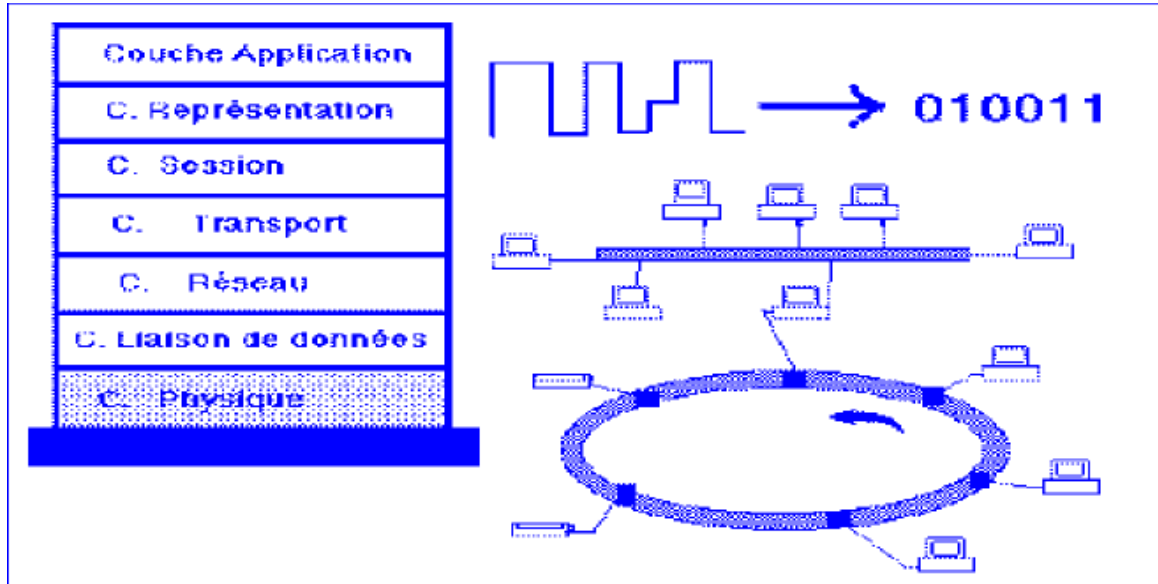 Couche Application
C. Représentation
C. Session
C. Transport
C. Réseau
C. Liaison de données
C. Physique
010011